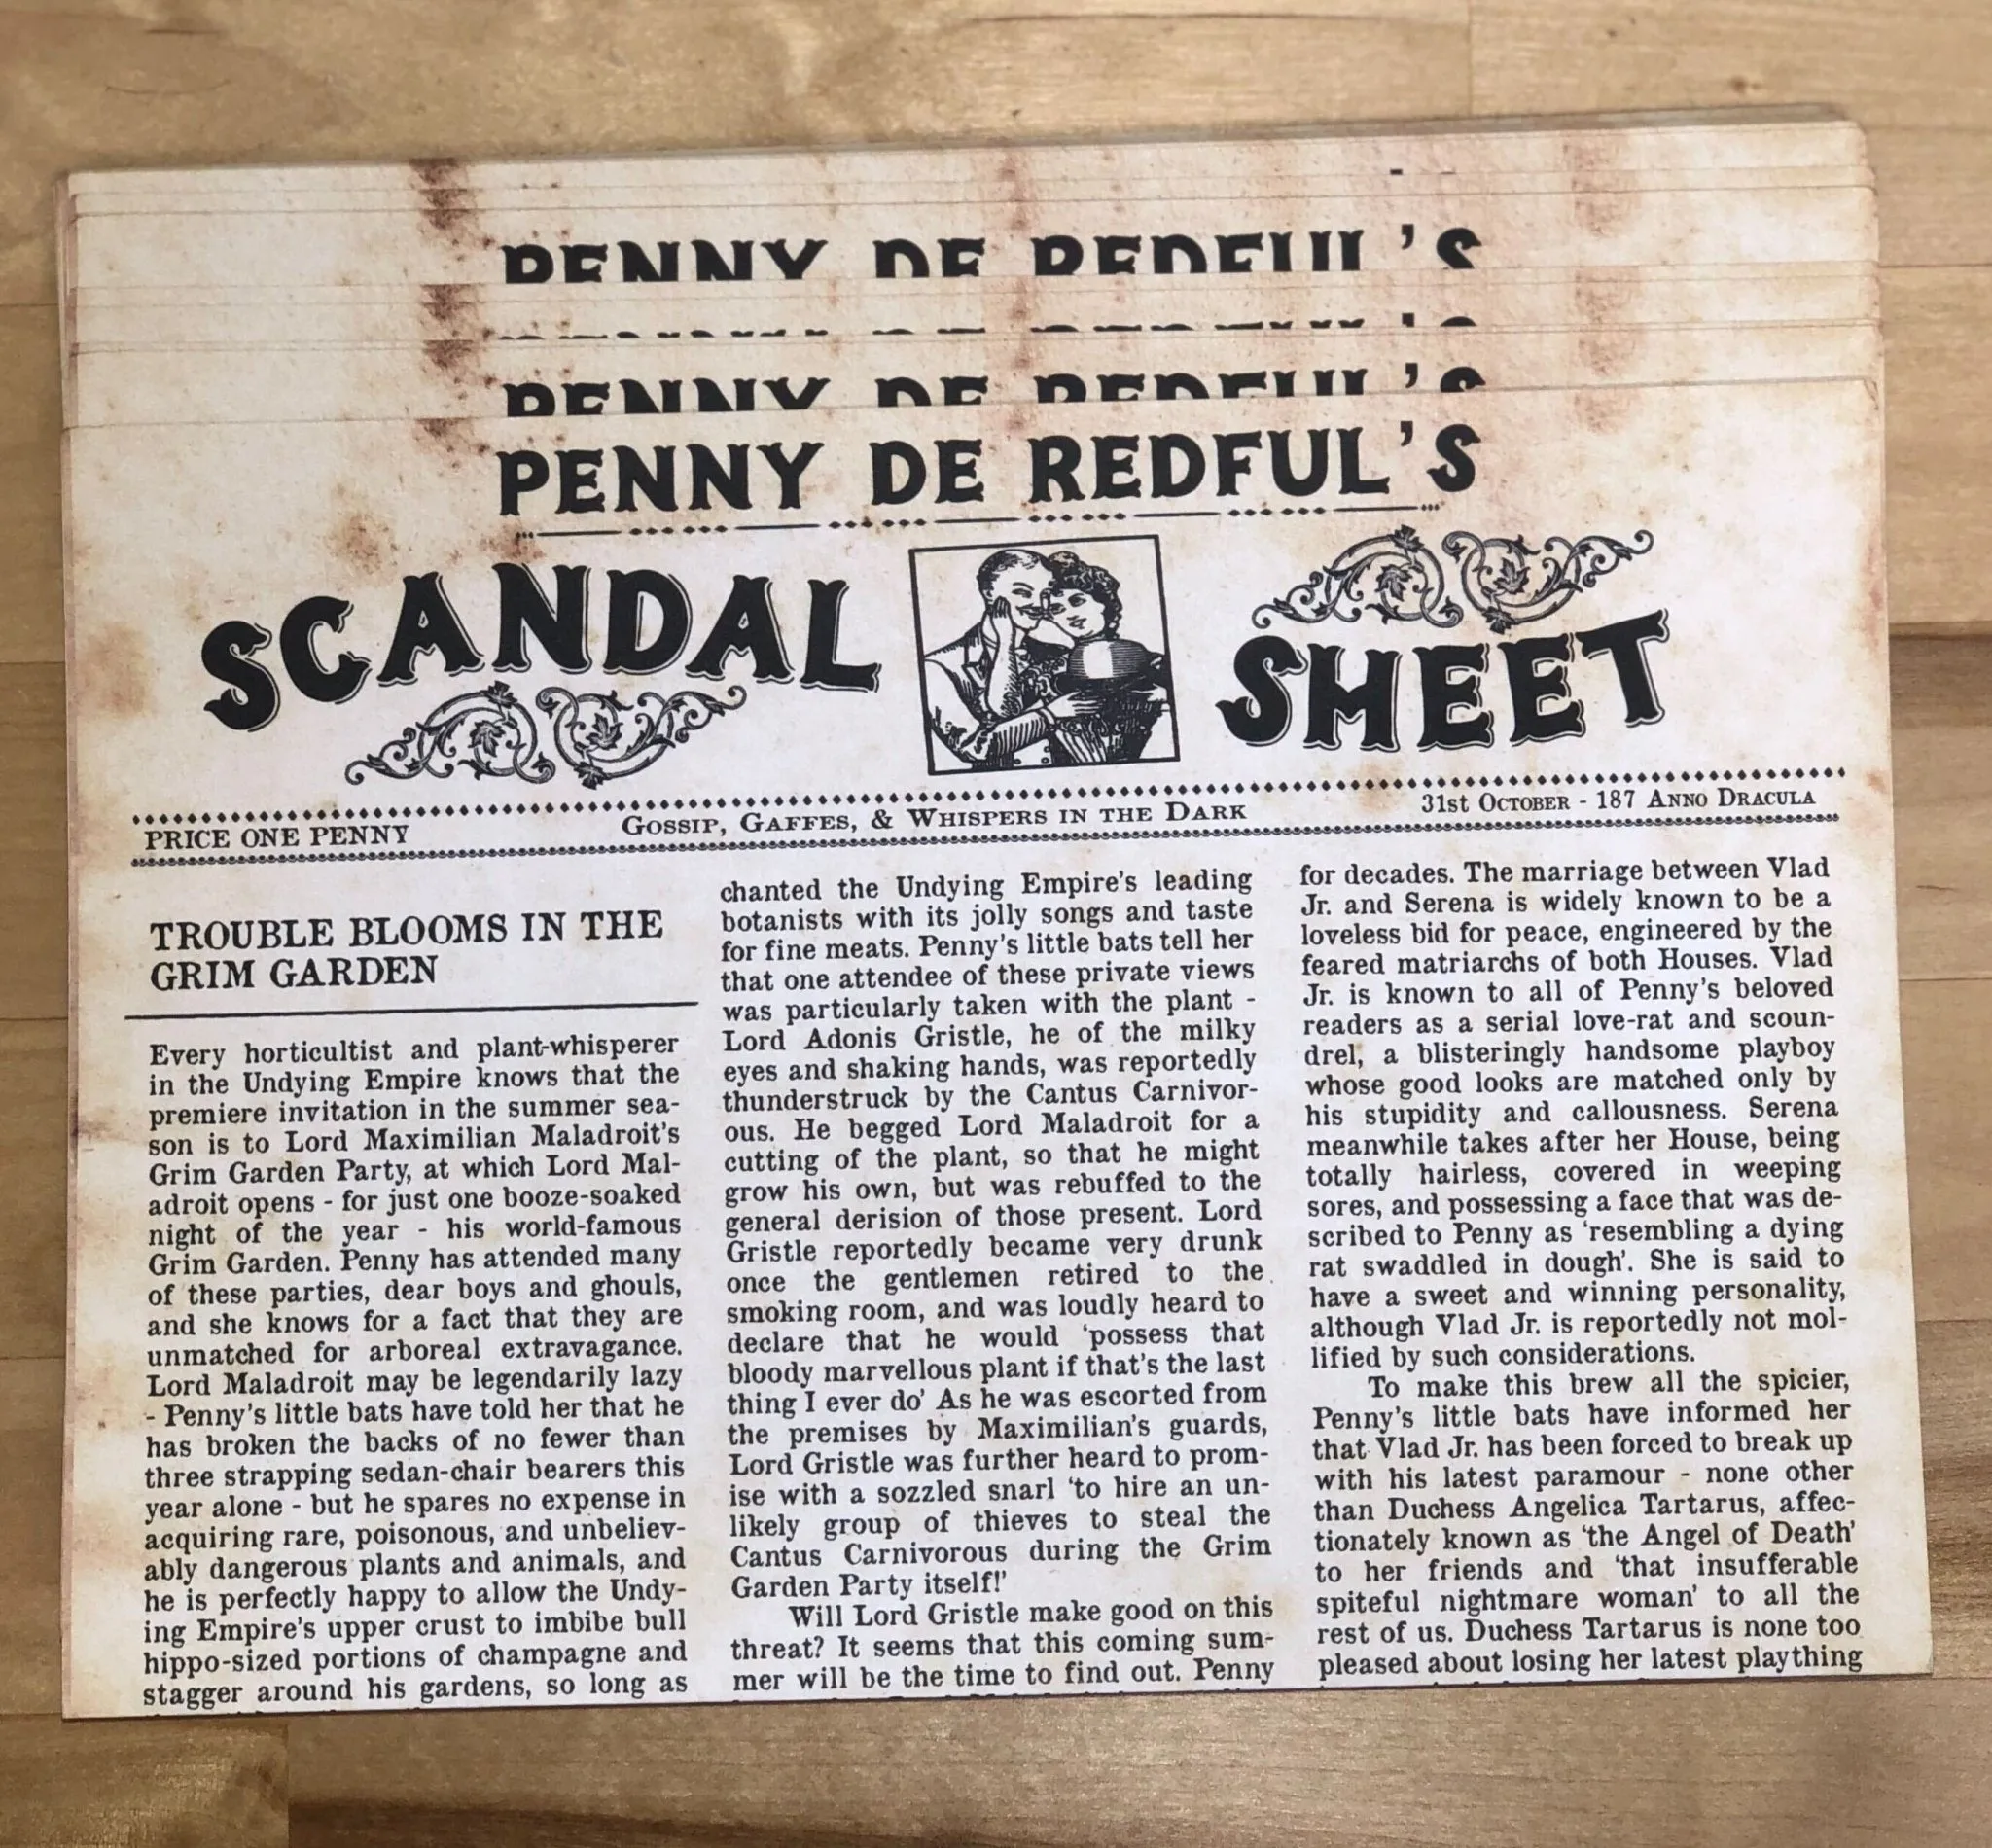 PENNY DE REDFUL'S
SCANDAL SHEET
PRICE ONE PENNY
GOSSIP, GAFFES, & WHISPERS IN THE DARK
31st OCTOBER - 187 ANNO DRACULA
TROUBLE BLOOMS IN THE
GRIM GARDEN
Every horticultist and plant-whisperer
in the Undying Empire knows that the
premiere invitation in the summer sea-
son is to Lord Maximilian Maladroit's
Grim Garden Party, at which Lord Mal-
adroit opens - for just one booze-soaked
night of the year - his world-famous
Grim Garden. Penny has attended many
of these parties, dear boys and ghouls,
and she knows for a fact that they are
unmatched for arboreal extravagance.
Lord Maladroit may be legendarily lazy
- Penny's little bats have told her that he
has broken the backs of no fewer than
three strapping sedan-chair bearers this
year alone - but he spares no expense in
acquiring rare, poisonous, and unbeliev-
ably dangerous plants and animals, and
he is perfectly happy to allow the Undy-
ing Empire's upper crust to imbibe bull
hippo-sized portions of champagne and
stagger around his gardens, so long as
chanted the Undying Empire's leading
botanists with its jolly songs and taste
for fine meats. Penny's little bats tell her
that one attendee of these private views
was particularly taken with the plant -
Lord Adonis Gristle, he of the milky
eyes and shaking hands, was reportedly
thunderstruck by the Cantus Carnivor-
ous. He begged Lord Maladroit for a
cutting of the plant, so that he might
grow his own, but was rebuffed to the
general derision of those present. Lord
Gristle reportedly became very drunk
once the gentlemen retired to the
smoking room, and was loudly heard to
declare that he would 'possess that
bloody marvellous plant if that's the last
thing I ever do' As he was escorted from
the premises by Maximilian's guards,
Lord Gristle was further heard to prom-
ise with a sozzled snarl 'to hire an un-
likely group of thieves to steal the
Cantus Carnivorous during the Grim
Garden Party itself!'
Will Lord Gristle make good on this
threat? It seems that this coming sum-
mer will be the time to find out. Penny
for decades. The marriage between Vlad
Jr. and Serena is widely known to be a
loveless bid for peace, engineered by the
feared matriarchs of both Houses. Vlad
Jr. is known to all of Penny's beloved
readers as a serial love-rat and scoun-
drel, a blisteringly handsome playboy
whose good looks are matched only by
his stupidity and callousness. Serena
meanwhile takes after her House, being
totally hairless, covered in weeping
sores, and possessing a face that was de-
scribed to Penny as 'resembling a dying
rat swaddled in dough'. She is said to
have a sweet and winning personality,
although Vlad Jr. is reportedly not mol-
lified by such considerations.
To make this brew all the spicier,
Penny's little bats have informed her
that Vlad Jr. has been forced to break up
with his latest paramour - none other
than Duchess Angelica Tartarus, affec-
tionately known as 'the Angel of Death'
to her friends and 'that insufferable
spiteful nightmare woman' to all the
rest of us. Duchess Tartarus is none too
pleased about losing her latest plaything